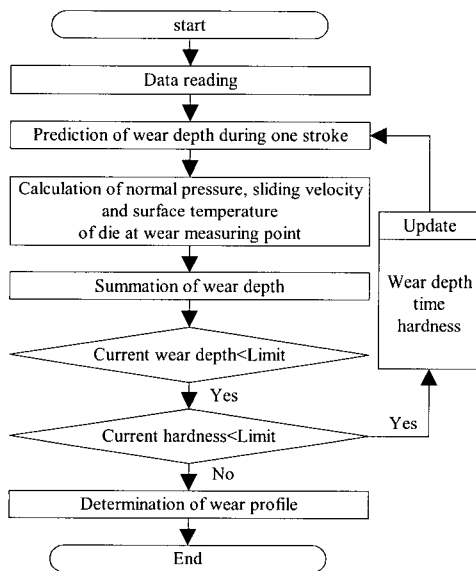 start
Data reading
Prediction of wear depth during one stroke
Calculation of normal pressure, sliding velocity
and surface temperature
of die at wear measuring point
Update
Wear depth
time
hardness
Summation of wear depth
Current wear depth<Limit
Yes
Current hardness<Limit
Yes
No
Determination of wear profile
End